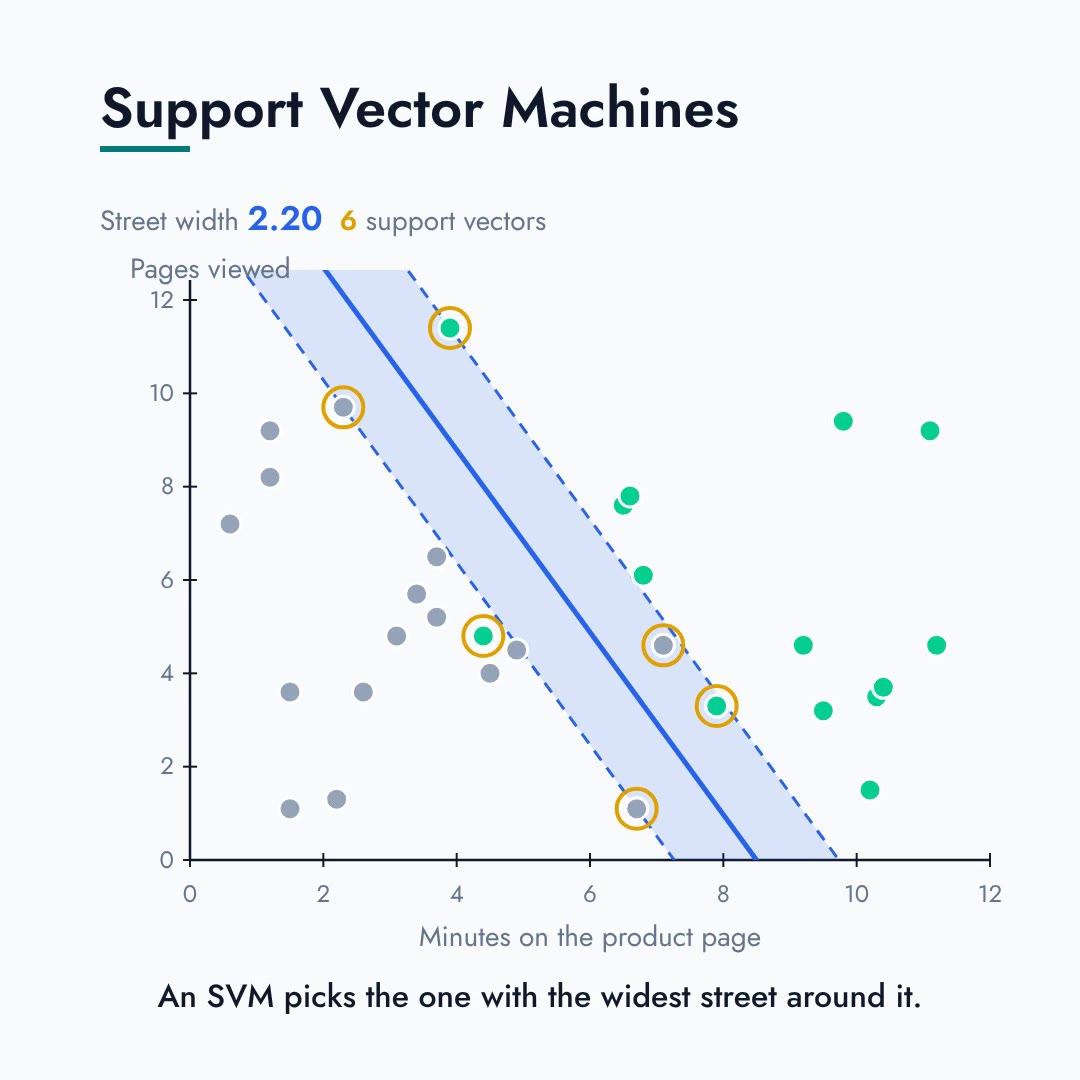 Support Vector Machines
Street width 2.20 6 support vectors
Pages viewed
12
10
8
6
4
2
0
0 2 4 6 8 10 12
Minutes on the product page
An SVM picks the one with the widest street around it.